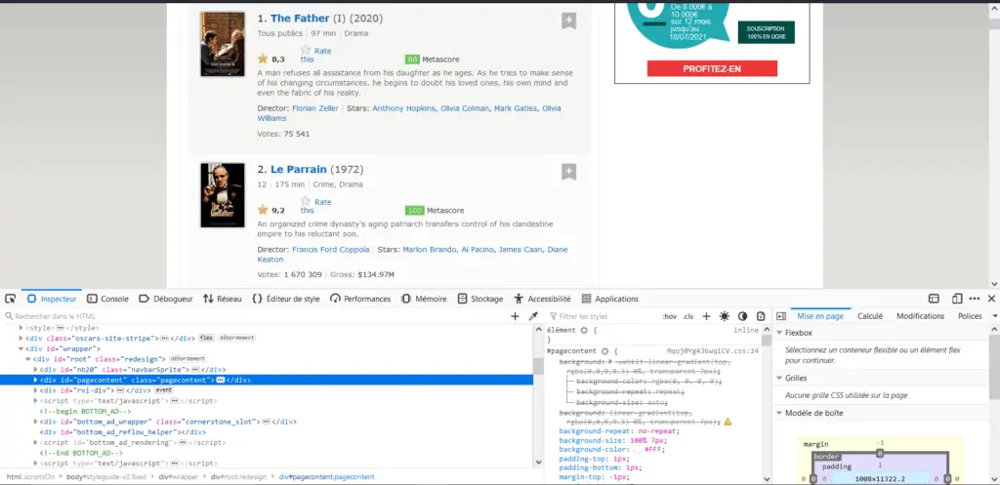 1. The Father (I) (2020)
Tous publics | 97 min | Drama
8,3
Rate
this
88 Metascore
A man refuses all assistance from his daughter as he ages. As he tries to make sense
of his changing circumstances, he begins to doubt his loved ones, his own mind and
even the fabric of his reality.
Director: Florian Zeller | Stars: Anthony Hopkins, Olivia Colman, Mark Gatiss, Olivia
Williams
Votes: 75 541
2. Le Parrain (1972)
12 | 175 min | Crime, Drama
9,2
Rate
this
100 Metascore
An organized crime dynasty's aging patriarch transfers control of his clandestine
empire to his reluctant son.
Director: Francis Ford Coppola | Stars: Marlon Brando, Al Pacino, James Caan, Diane
Keaton
Votes: 1 670 309 | Gross: $134.97M
De 8 000€ à
10 000€
sur 12 mois
jusqu'au
18/07/2021
SOUSCRIPTION
100% EN LIGNE
PROFITEZ-EN
Inspecteur Console Débogueur Réseau {} Éditeur de style Performances Mémoire Stockage Accessibilité Applications
Rechercher dans le HTML
<style> </style>
<div class="oscars-site-stripe"> </div> flex débordement
<div id="wrapper">
<div id="root" class="redesign"> débordement
<div id="nb20" class="navbarSprite"> </div>
<div id="pagecontent" class="pagecontent"> </div>
<div id="rvi-div"> </div> event
<script type="text/javascript"> </script>
<!--begin BOTTOM_AD-->
<div id="bottom_ad_wrapper" class="cornerstone_slot"> </div>
<div id="bottom_ad_reflow_helper"></div>
<script id="bottom_ad_rendering"> </script>
<!--End BOTTOM_AD-->
<script type="text/javascript"> </script>
html.scriptsOn > body#styleguide-v2.fixed > div#wrapper > div#root.redesign > div#pagecontent.pagecontent
Filtrer les styles :hov .cls +
élément { inline
}
#pagecontent {
background: -webkit-linear-gradient(top,
rgba(0,0,0,0.3) 0%, transparent 7px);
background-color: rgba(0, 0, 0, 0);
background-repeat: repeat;
background-size: auto;
background: linear-gradient(top,
rgba(0,0,0,0.3) 0%, transparent 7px);
background-repeat: no-repeat;
background-size: 100% 7px;
background-color: #FFF;
padding-top: 1px;
margin-top: -1px;
Mise en page Calculé Modifications Polices
Flexbox
Sélectionnez un conteneur flexible ou un élément flex
pour continuer.
Grilles
Aucune grille CSS utilisée sur la page
Modèle de boîte
margin -1
border 0
padding 1
0 0 0 1008×11322.2 0 0 0